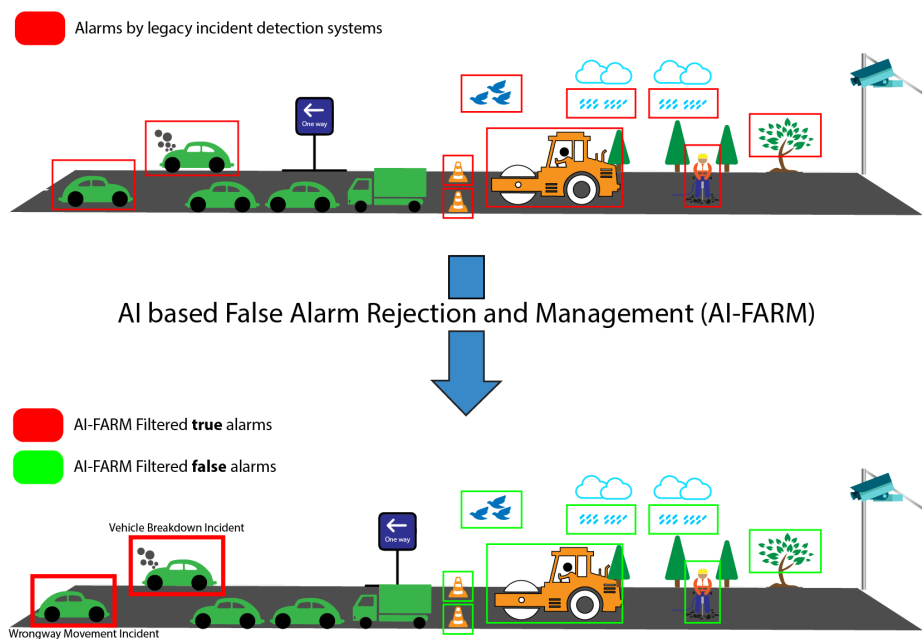 Alarms by legacy incident detection systems
One way
AI based False Alarm Rejection and Management (AI-FARM)
AI-FARM Filtered true alarms
AI-FARM Filtered false alarms
Vehicle Breakdown Incident
One way
Wrongway Movement Incident